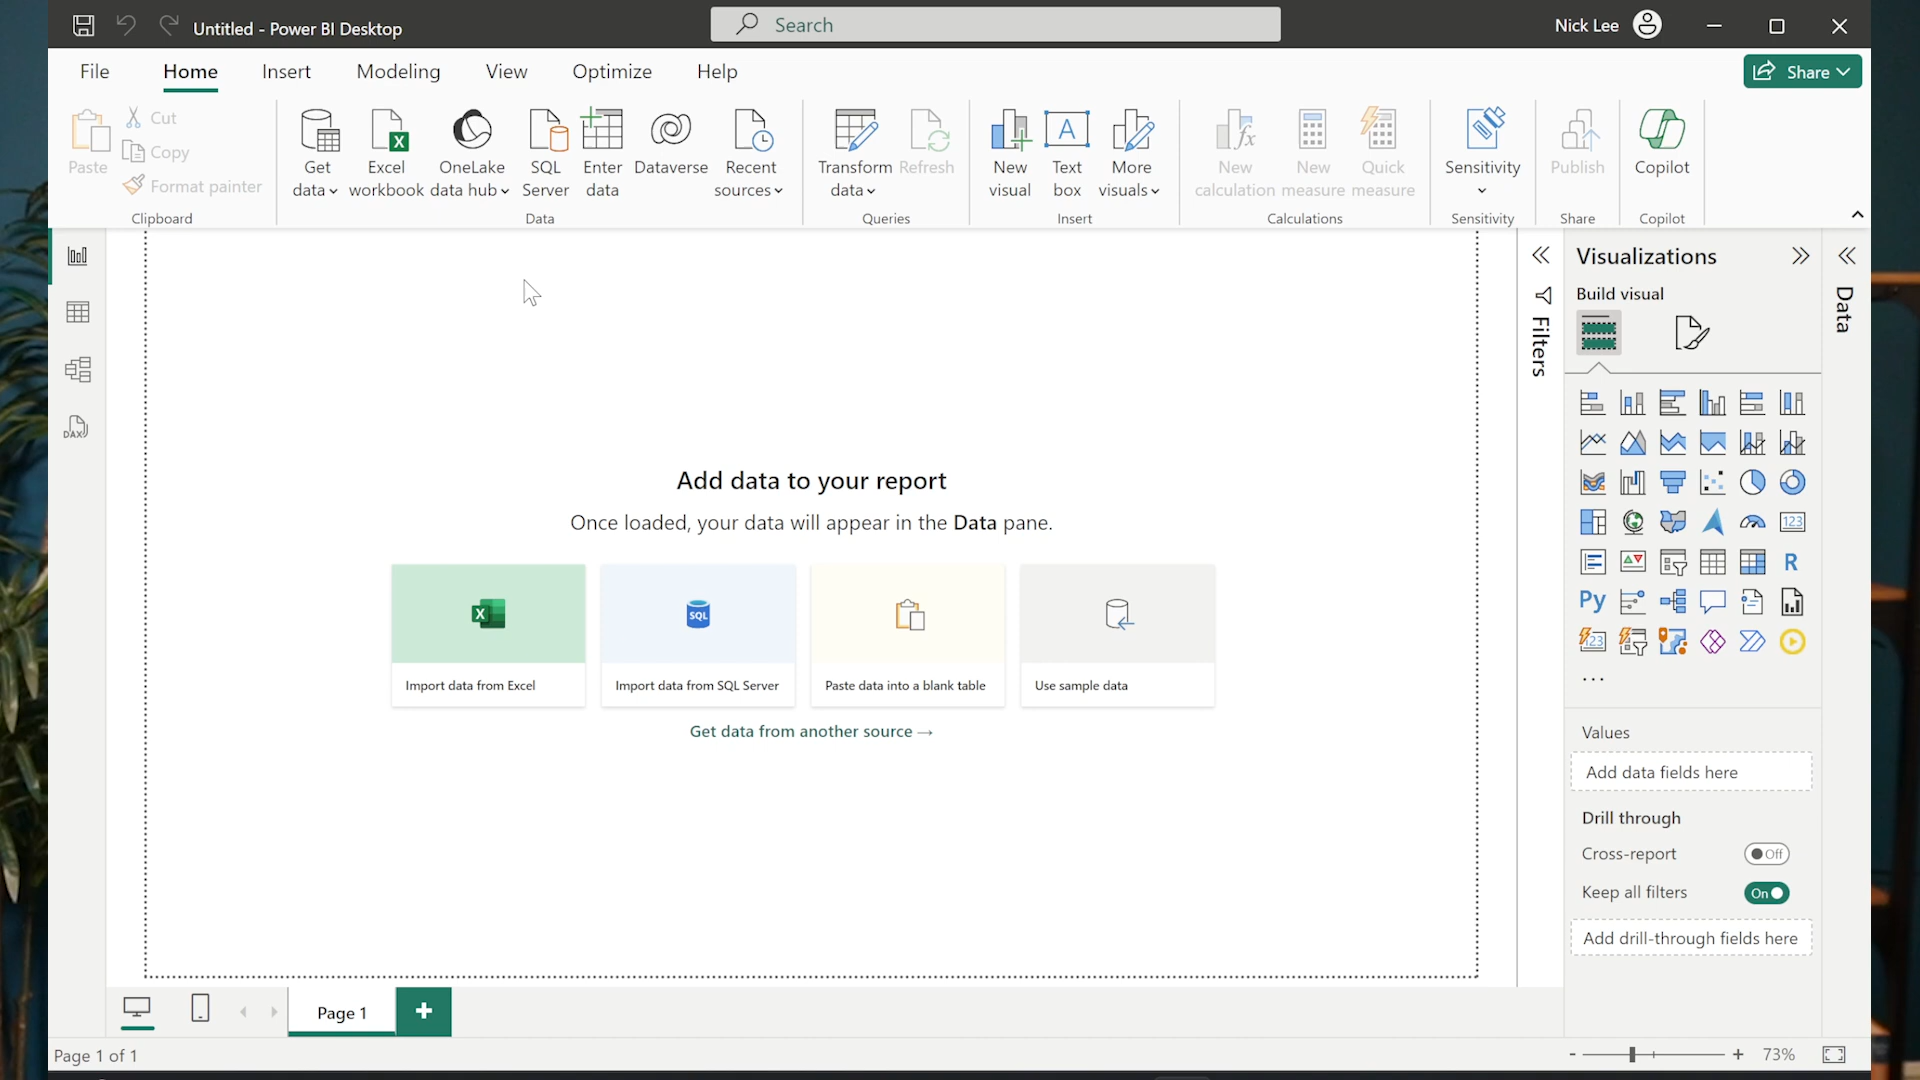 Untitled - Power BI Desktop
Search
Nick Lee
File
Home
Insert
Modeling
View
Optimize
Help
Share
Paste
Cut
Copy
Format painter
Clipboard
Get
data
Excel
workbook
OneLake
data hub
SQL
Server
Enter
data
Dataverse
Recent
sources
Data
Transform
data
Refresh
Queries
New
visual
A
Text
box
More
visuals
Insert
New
calculation
New
measure
Quick
measure
Calculations
Sensitivity
Sensitivity
Publish
Share
Copilot
Copilot
DAX
Add data to your report
Once loaded, your data will appear in the Data pane.
X
Import data from Excel
SQL
Import data from SQL Server
Paste data into a blank table
Use sample data
Get data from another source →
Filters
Visualizations
Build visual
123
R
Py
123
...
Values
Add data fields here
Drill through
Cross-report
Off
Keep all filters
On
Add drill-through fields here
Data
Page 1
+
Page 1 of 1
-
+
73%